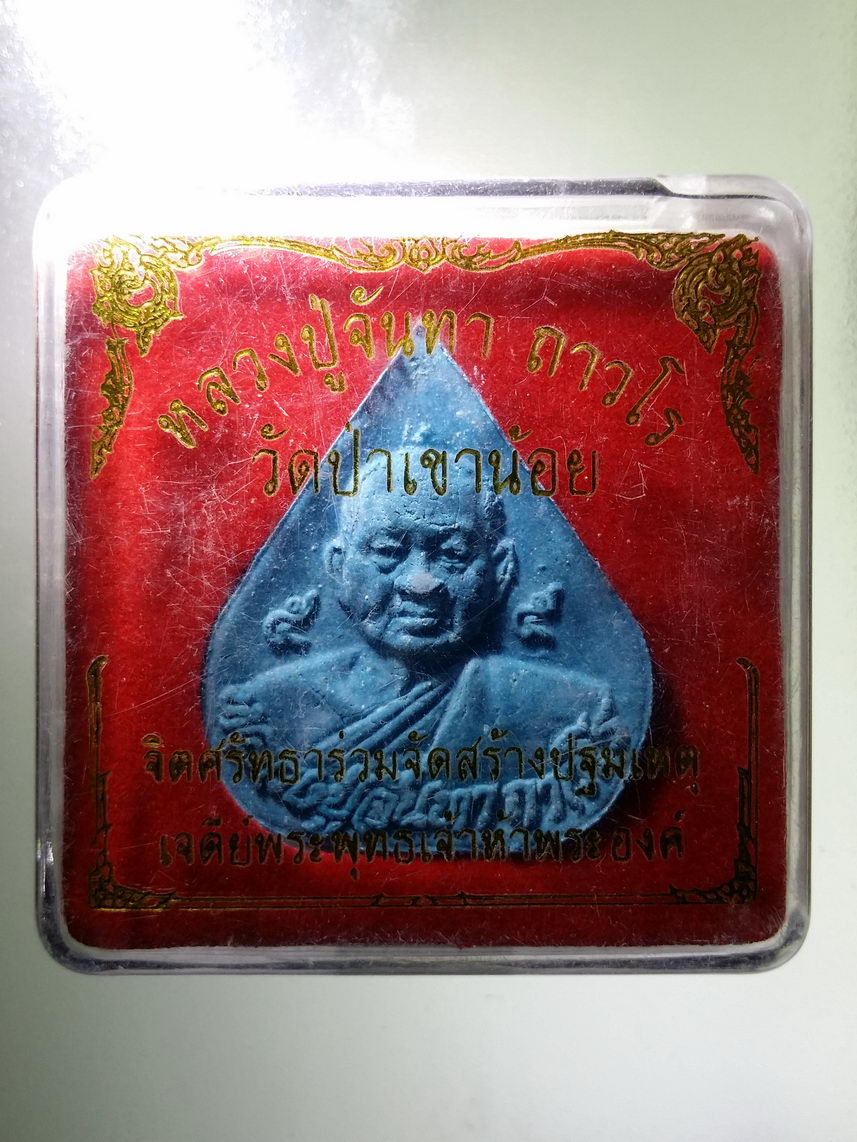 หลวงปู่จันทา ถาวโร
วัดป่าเขาน้อย
จิตศรัทธาร่วมจัดสร้างปฐมเหตุ
เจดีย์พระพุทธเจ้าห้าพระองค์